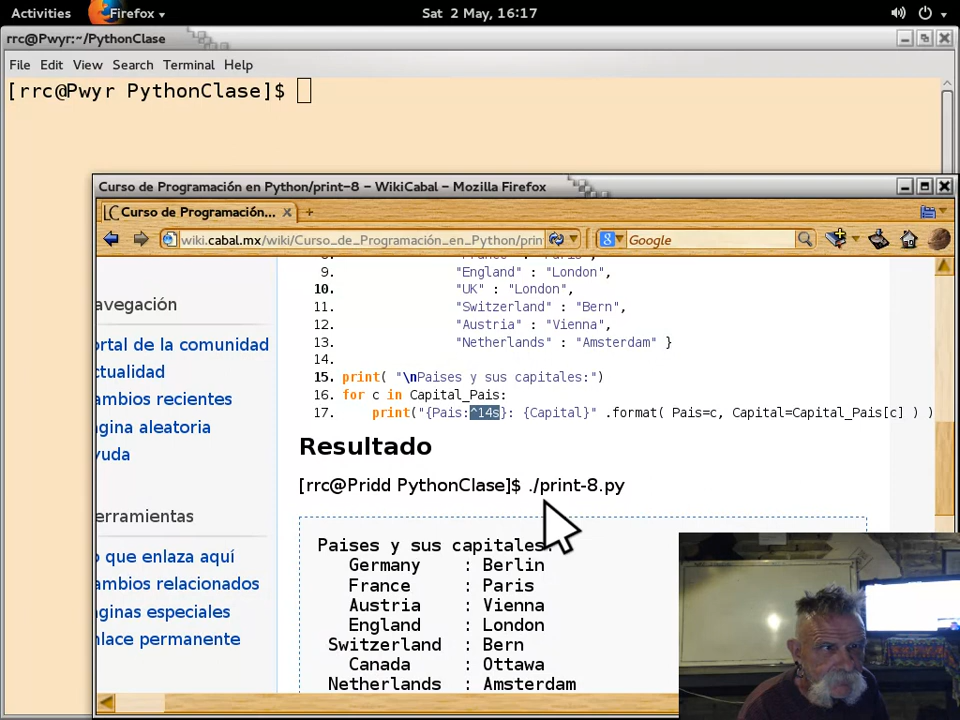 Activities Firefox Sat 2 May, 16:17
rrc@Pwyr:~/PythonClase
File Edit View Search Terminal Help
[rrc@Pwyr PythonClase]$
Curso de Programación en Python/print-8 – WikiCabal – Mozilla Firefox
Curso de Programación...
wiki.cabal.mx/wiki/Curso_de_Programación_en_Python/prin
Google
9. "England" : "London",
10. "UK" : "London",
11. "Switzerland" : "Bern",
12. "Austria" : "Vienna",
13. "Netherlands" : "Amsterdam" }
14.
15. print( "\nPaises y sus capitales:")
16. for c in Capital_Pais:
17. print("{Pais:^14s}: {Capital}" .format( Pais=c, Capital=Capital_Pais[c] ) )
avegación
ortal de la comunidad
ctualidad
ambios recientes
ágina aleatoria
yuda
erramientas
o que enlaza aquí
ambios relacionados
áginas especiales
nlace permanente
Resultado
[rrc@Pridd PythonClase]$ ./print-8.py
Paises y sus capitales:
Germany : Berlin
France : Paris
Austria : Vienna
England : London
Switzerland : Bern
Canada : Ottawa
Netherlands : Amsterdam